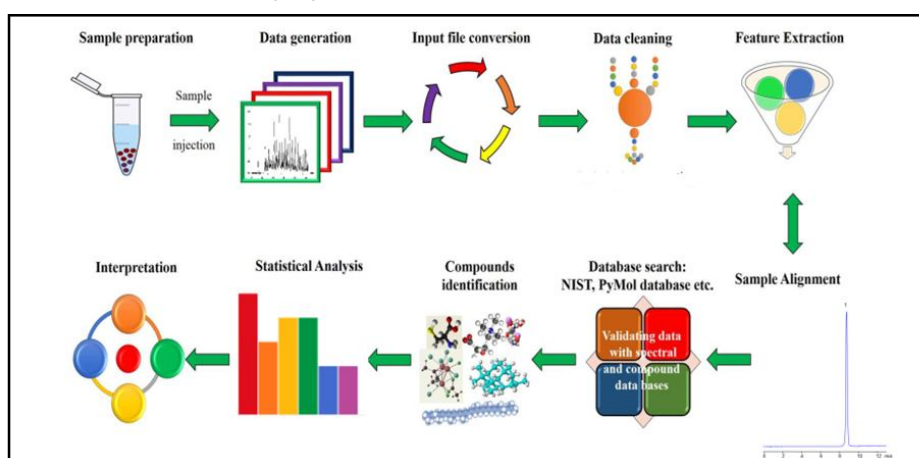 Sample preparation
Data generation
Input file conversion
Data cleaning
Feature Extraction
Sample
injection
Interpretation
Statistical Analysis
Compounds
identification
Database search:
NIST, PyMol database etc.
Sample Alignment
Validating data
with spectral
and compound
data bases